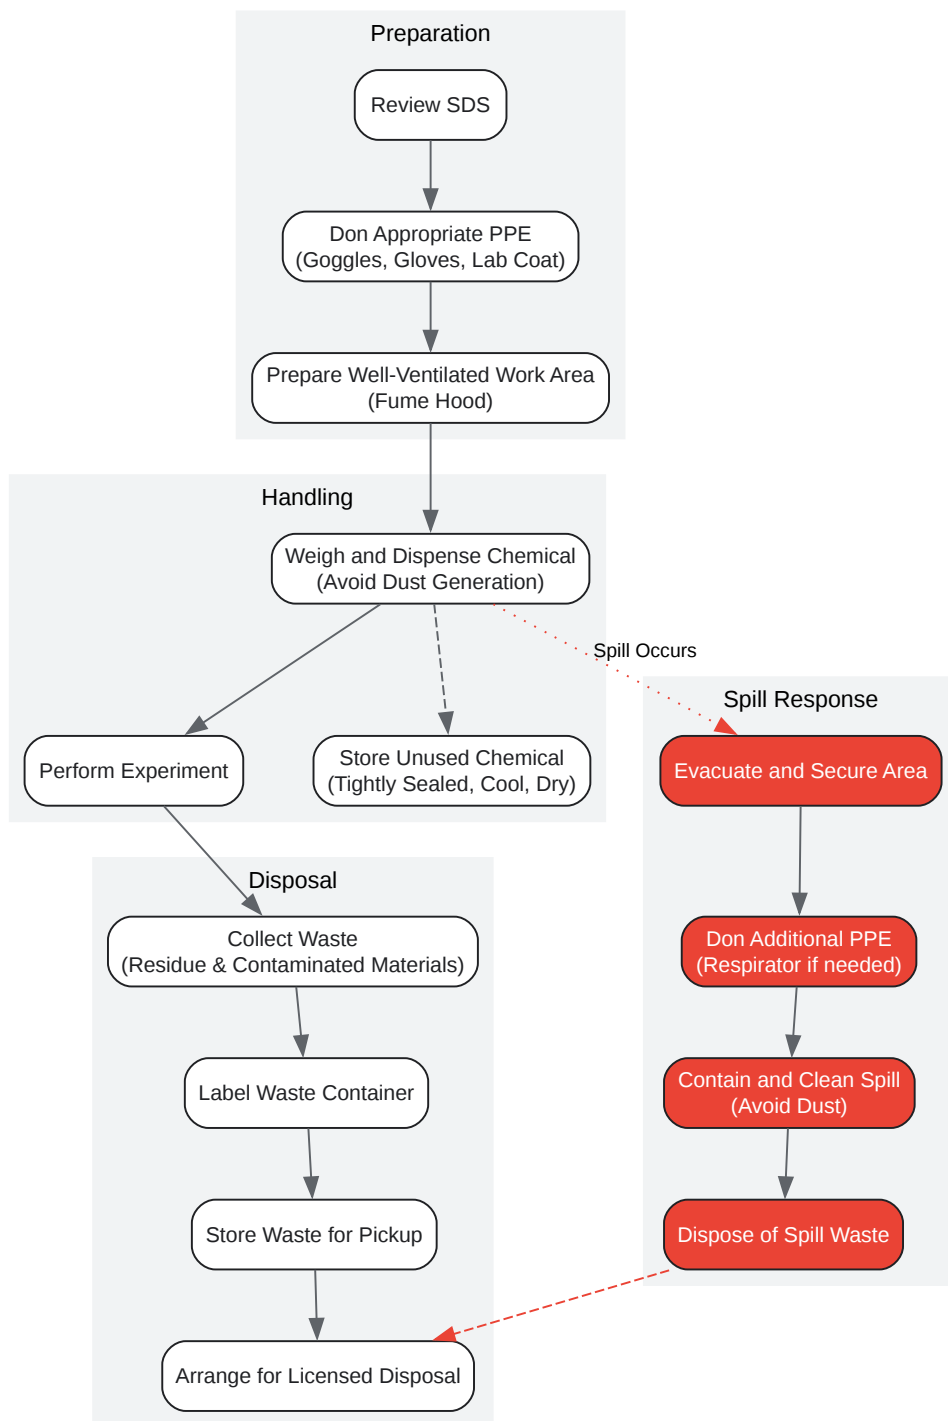 Preparation
Review SDS
Don Appropriate PPE
(Goggles, Gloves, Lab Coat)
Prepare Well-Ventilated Work Area
(Fume Hood)
Handling
Weigh and Dispense Chemical
(Avoid Dust Generation)
Spill Occurs
Perform Experiment
Store Unused Chemical
(Tightly Sealed, Cool, Dry)
Spill Response
Evacuate and Secure Area
Don Additional PPE
(Respirator if needed)
Contain and Clean Spill
(Avoid Dust)
Dispose of Spill Waste
Disposal
Collect Waste
(Residue & Contaminated Materials)
Label Waste Container
Store Waste for Pickup
Arrange for Licensed Disposal